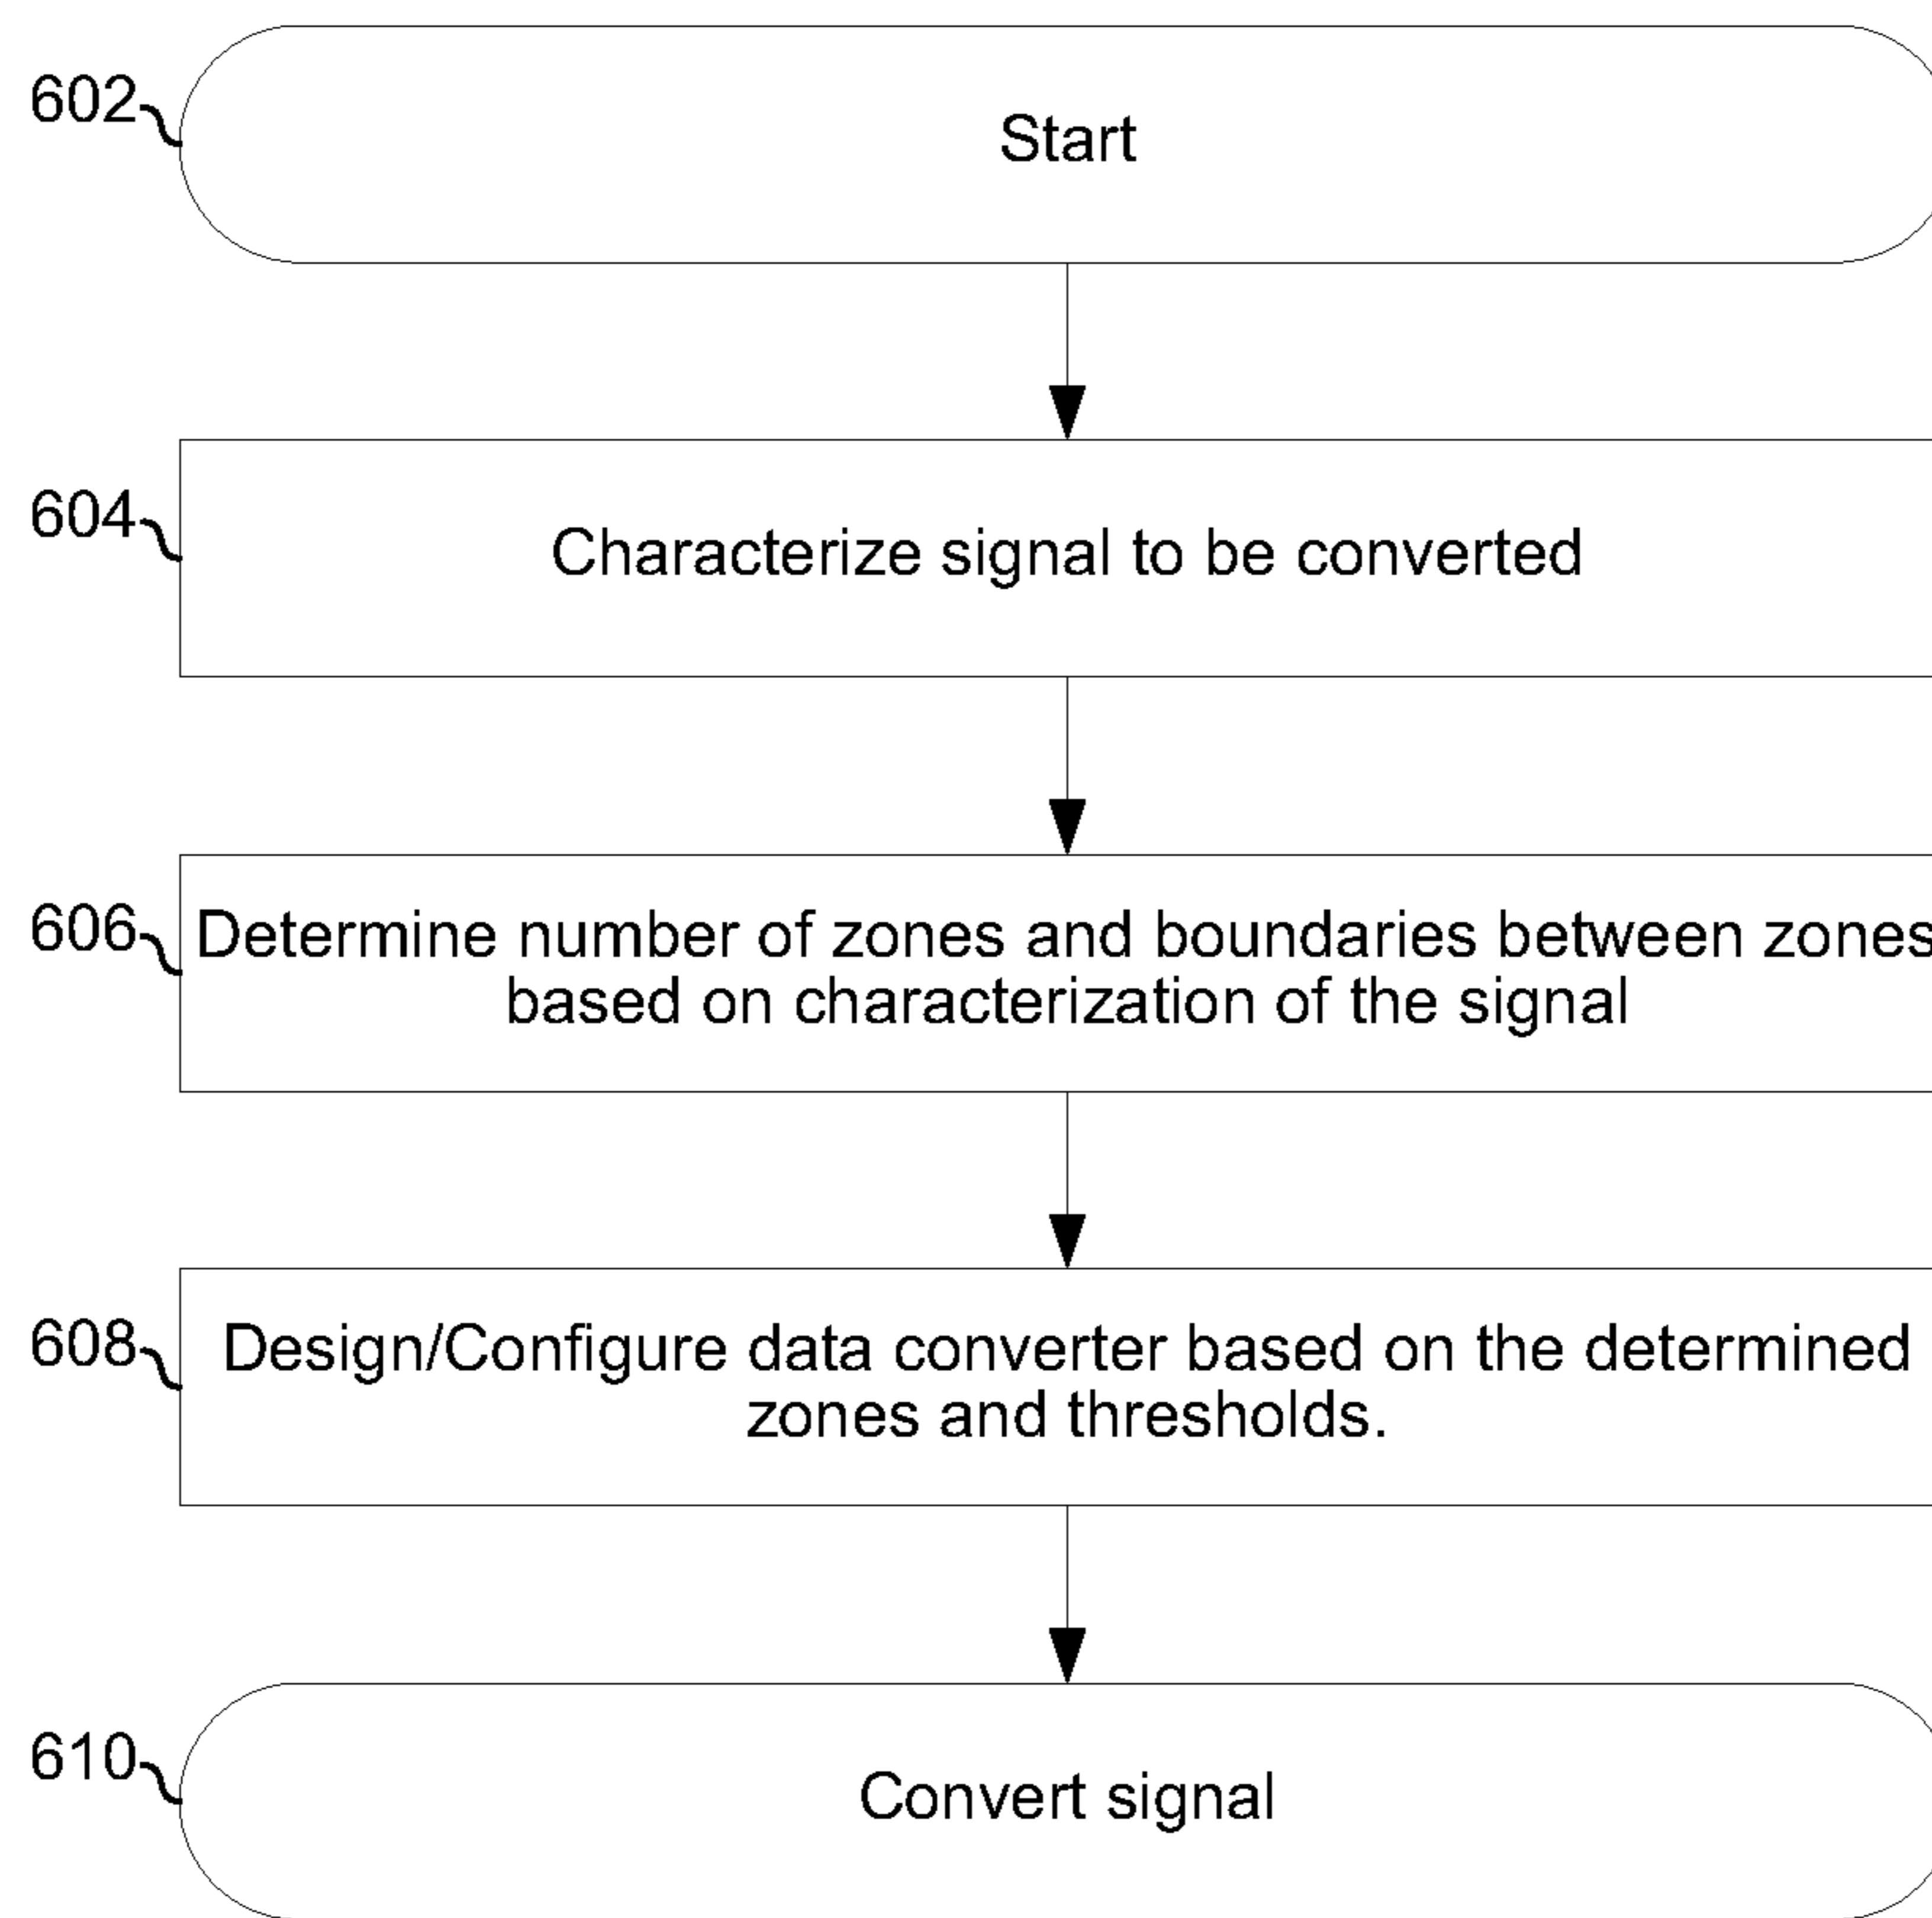 602
Start
604
Characterize signal to be converted
606
Determine number of zones and boundaries between zones
based on characterization of the signal
608
Design/Configure data converter based on the determined
zones and thresholds.
610
Convert signal